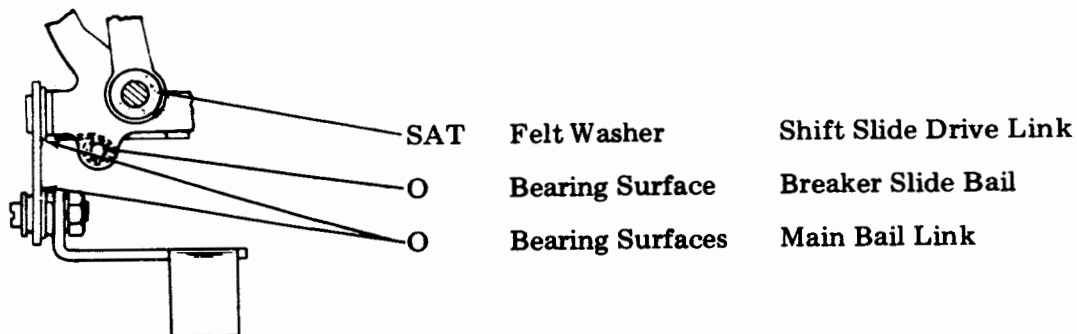 SAT Felt Washer Shift Slide Drive Link
O Bearing Surface Breaker Slide Bail
O Bearing Surfaces Main Bail Link